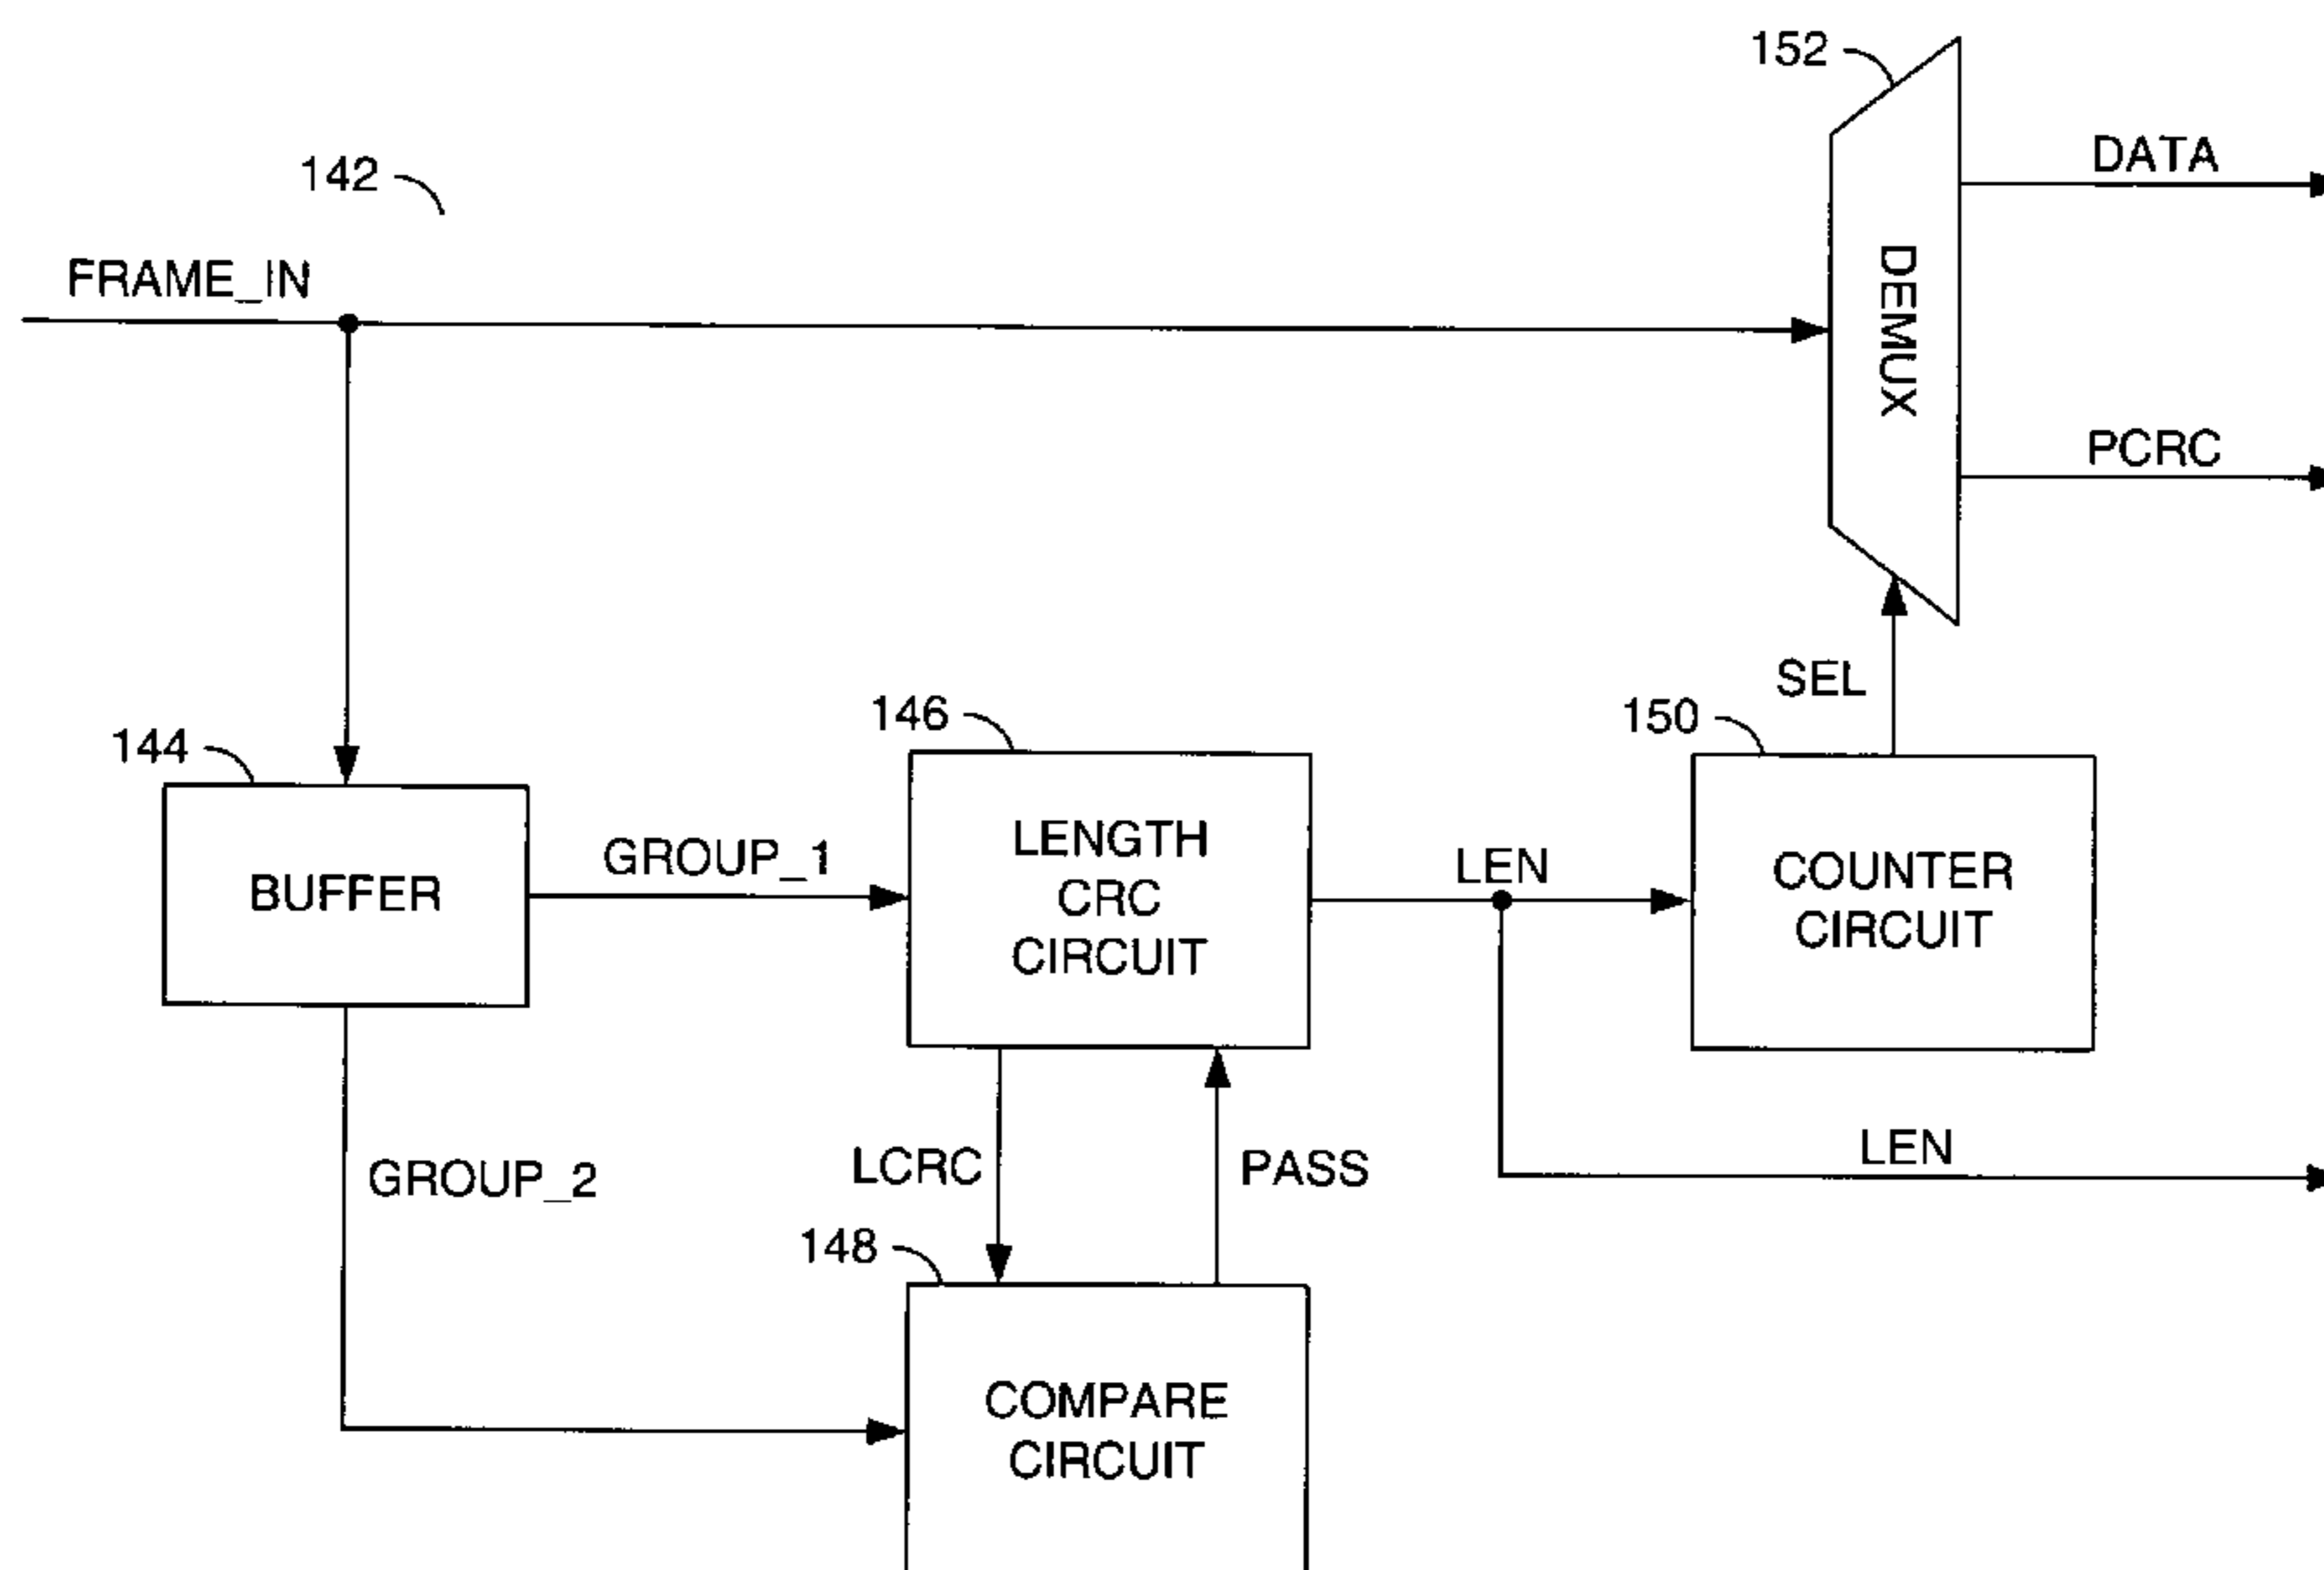 152
DATA
142
FRAME_IN
DEMUX
PCRC
SEL
146
150
144
LENGTH
CRC
CIRCUIT
GROUP_1
LEN
COUNTER
CIRCUIT
BUFFER
LCRC
PASS
LEN
GROUP_2
148
COMPARE
CIRCUIT